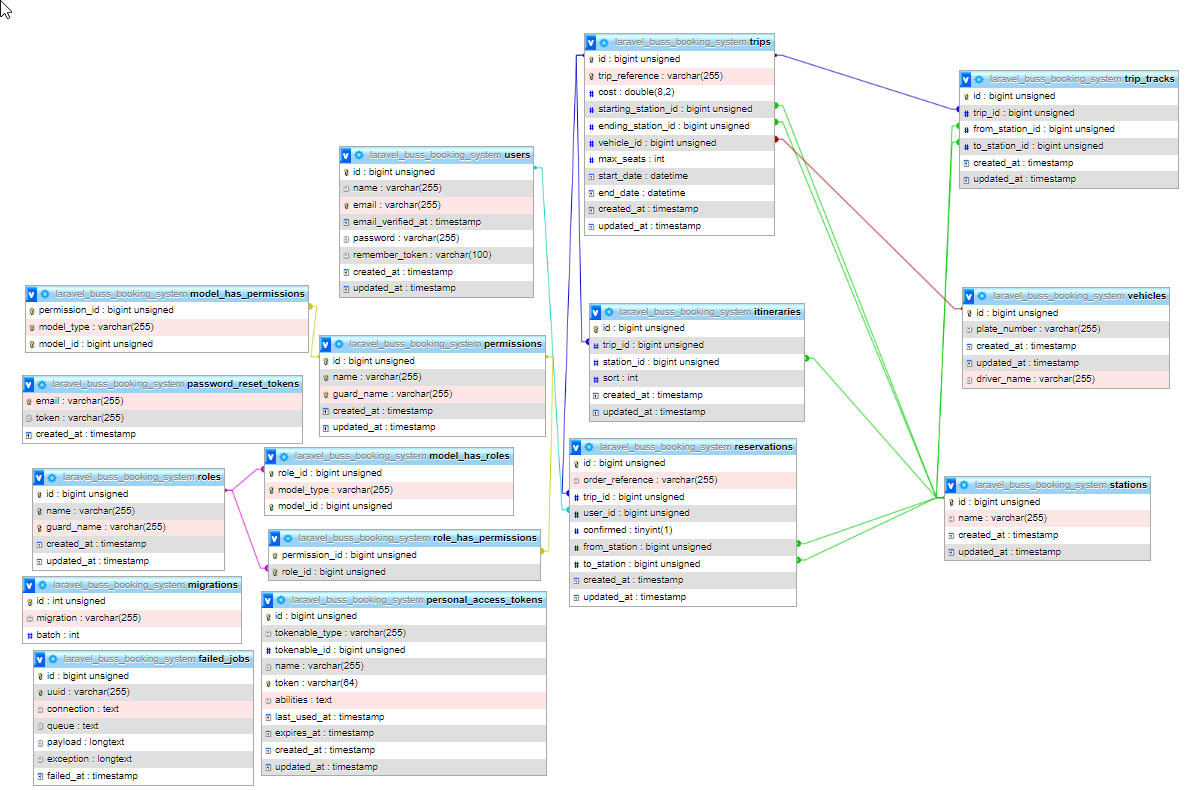 laravel_buss_booking_system trips
id : bigint unsigned
trip_reference : varchar(255)
cost : double(8,2)
starting_station_id : bigint unsigned
ending_station_id : bigint unsigned
vehicle_id : bigint unsigned
max_seats : int
start_date : datetime
end_date : datetime
created_at : timestamp
updated_at : timestamp
laravel_buss_booking_system trip_tracks
id : bigint unsigned
trip_id : bigint unsigned
from_station_id : bigint unsigned
to_station_id : bigint unsigned
created_at : timestamp
updated_at : timestamp
laravel_buss_booking_system users
id : bigint unsigned
name : varchar(255)
email : varchar(255)
email_verified_at : timestamp
password : varchar(255)
remember_token : varchar(100)
created_at : timestamp
updated_at : timestamp
laravel_buss_booking_system model_has_permissions
permission_id : bigint unsigned
model_type : varchar(255)
model_id : bigint unsigned
laravel_buss_booking_system permissions
id : bigint unsigned
name : varchar(255)
guard_name : varchar(255)
created_at : timestamp
updated_at : timestamp
laravel_buss_booking_system itineraries
id : bigint unsigned
trip_id : bigint unsigned
station_id : bigint unsigned
sort : int
created_at : timestamp
updated_at : timestamp
laravel_buss_booking_system vehicles
id : bigint unsigned
plate_number : varchar(255)
created_at : timestamp
updated_at : timestamp
driver_name : varchar(255)
laravel_buss_booking_system password_reset_tokens
email : varchar(255)
token : varchar(255)
created_at : timestamp
laravel_buss_booking_system model_has_roles
role_id : bigint unsigned
model_type : varchar(255)
model_id : bigint unsigned
laravel_buss_booking_system reservations
id : bigint unsigned
order_reference : varchar(255)
trip_id : bigint unsigned
user_id : bigint unsigned
confirmed : tinyint(1)
from_station : bigint unsigned
to_station : bigint unsigned
created_at : timestamp
updated_at : timestamp
laravel_buss_booking_system roles
id : bigint unsigned
name : varchar(255)
guard_name : varchar(255)
created_at : timestamp
updated_at : timestamp
laravel_buss_booking_system stations
id : bigint unsigned
name : varchar(255)
created_at : timestamp
updated_at : timestamp
laravel_buss_booking_system role_has_permissions
permission_id : bigint unsigned
role_id : bigint unsigned
laravel_buss_booking_system migrations
id : int unsigned
migration : varchar(255)
batch : int
laravel_buss_booking_system personal_access_tokens
id : bigint unsigned
tokenable_type : varchar(255)
tokenable_id : bigint unsigned
name : varchar(255)
token : varchar(64)
abilities : text
last_used_at : timestamp
expires_at : timestamp
created_at : timestamp
updated_at : timestamp
laravel_buss_booking_system failed_jobs
id : bigint unsigned
uuid : varchar(255)
connection : text
queue : text
payload : longtext
exception : longtext
failed_at : timestamp